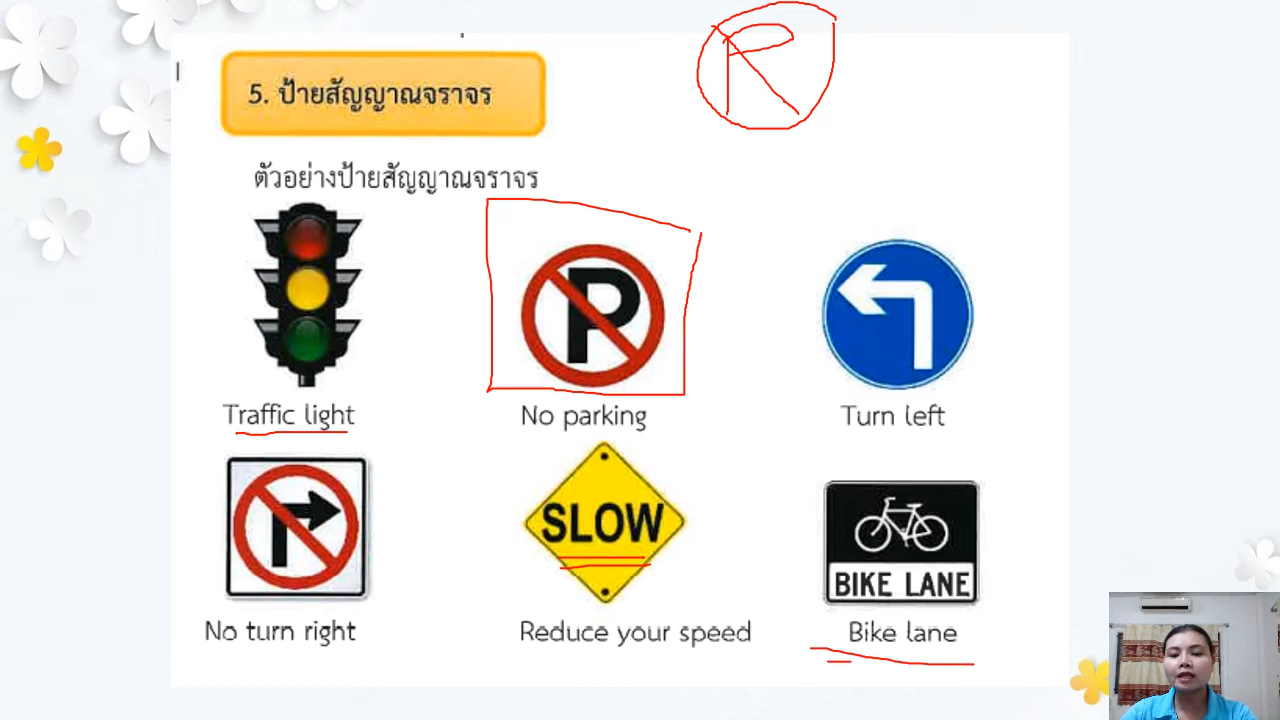 5. ป้ายสัญญาณจราจร
ตัวอย่างป้ายสัญญาณจราจร
P
Traffic light
No parking
Turn left
SLOW
BIKE LANE
No turn right
Reduce your speed
Bike lane